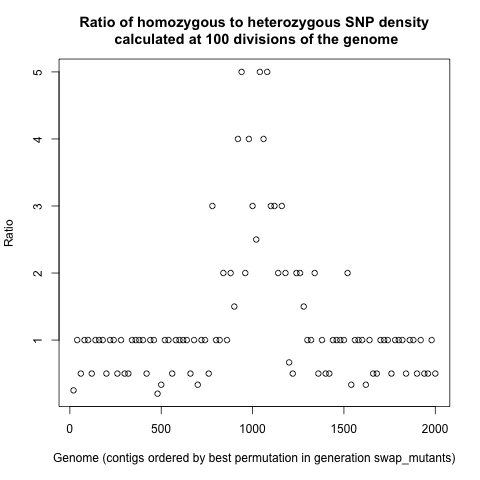 Ratio of homozygous to heterozygous SNP density
calculated at 100 divisions of the genome
5
4
3
2
1
Ratio
0 500 1000 1500 2000
Genome (contigs ordered by best permutation in generation swap_mutants)